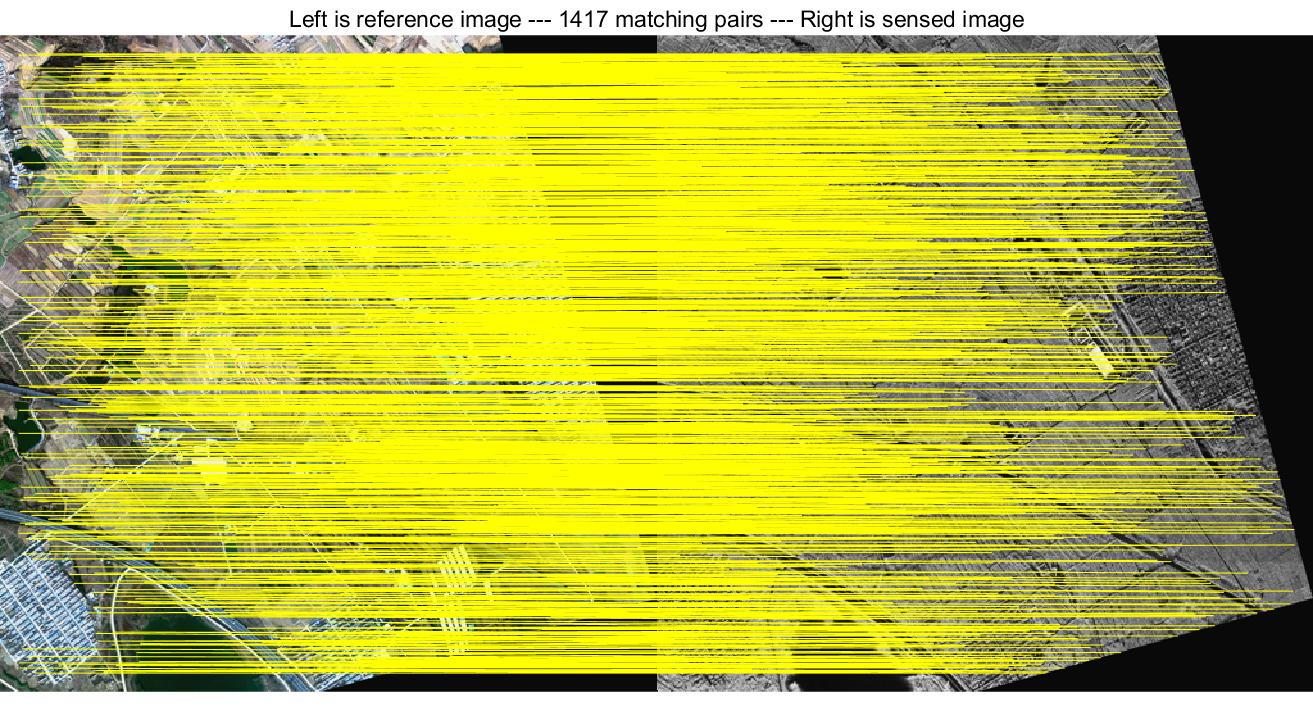 Left is reference image --- 1417 matching pairs --- Right is sensed image